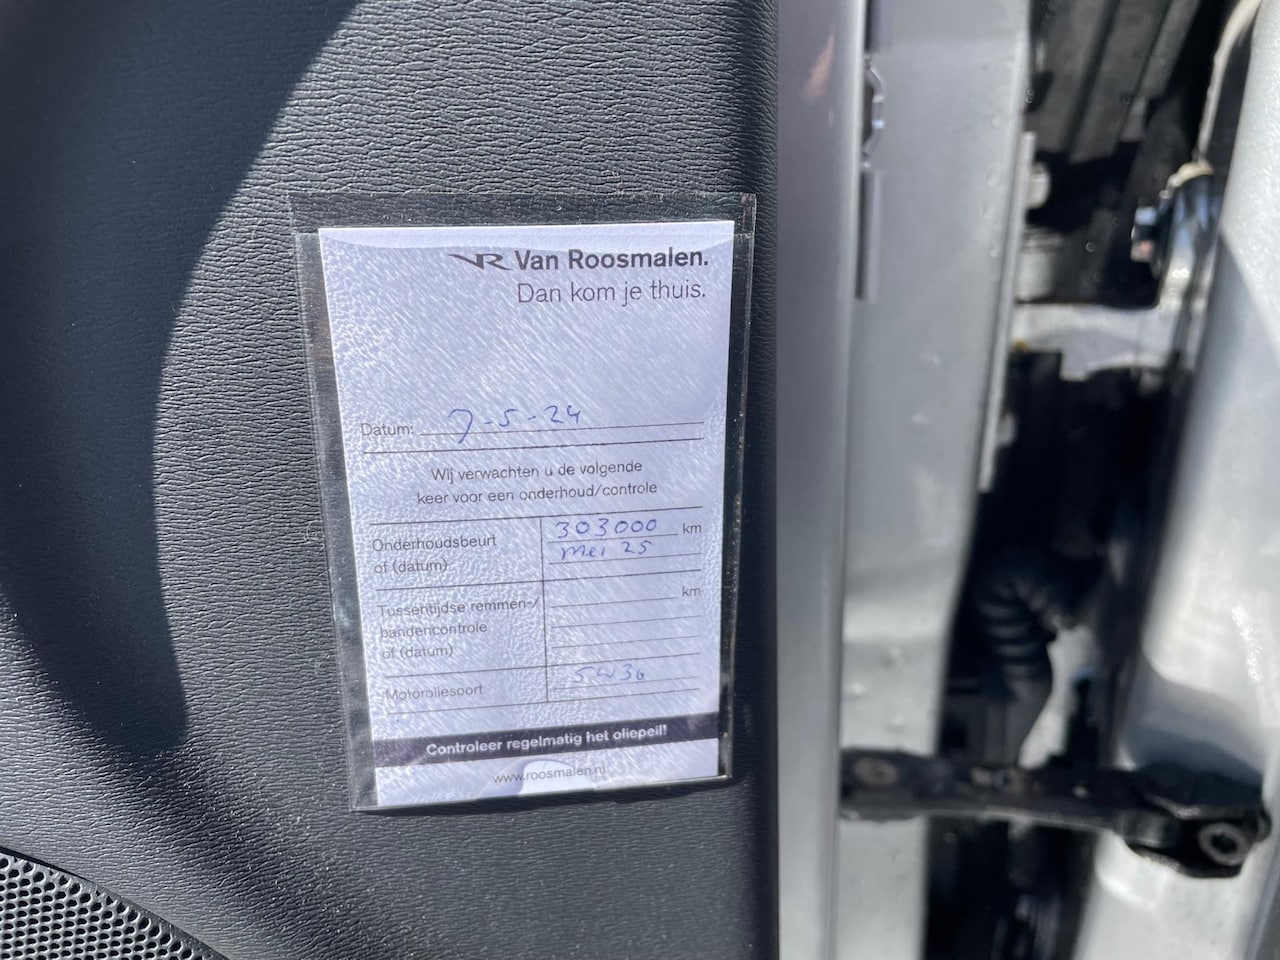 VR Van Roosmalen.
Dan kom je thuis.
Datum: 7-5-24
Wij verwachten u de volgende
keer voor een onderhoud/controle
Onderhoudsbeurt 303000 km
of (datum) mei 25
Tussentijdse remmen-/ km
bandencontrole
of (datum)
Motoroliesoort 5W30
Controleer regelmatig het oliepeil!
www.roosmalen.nl